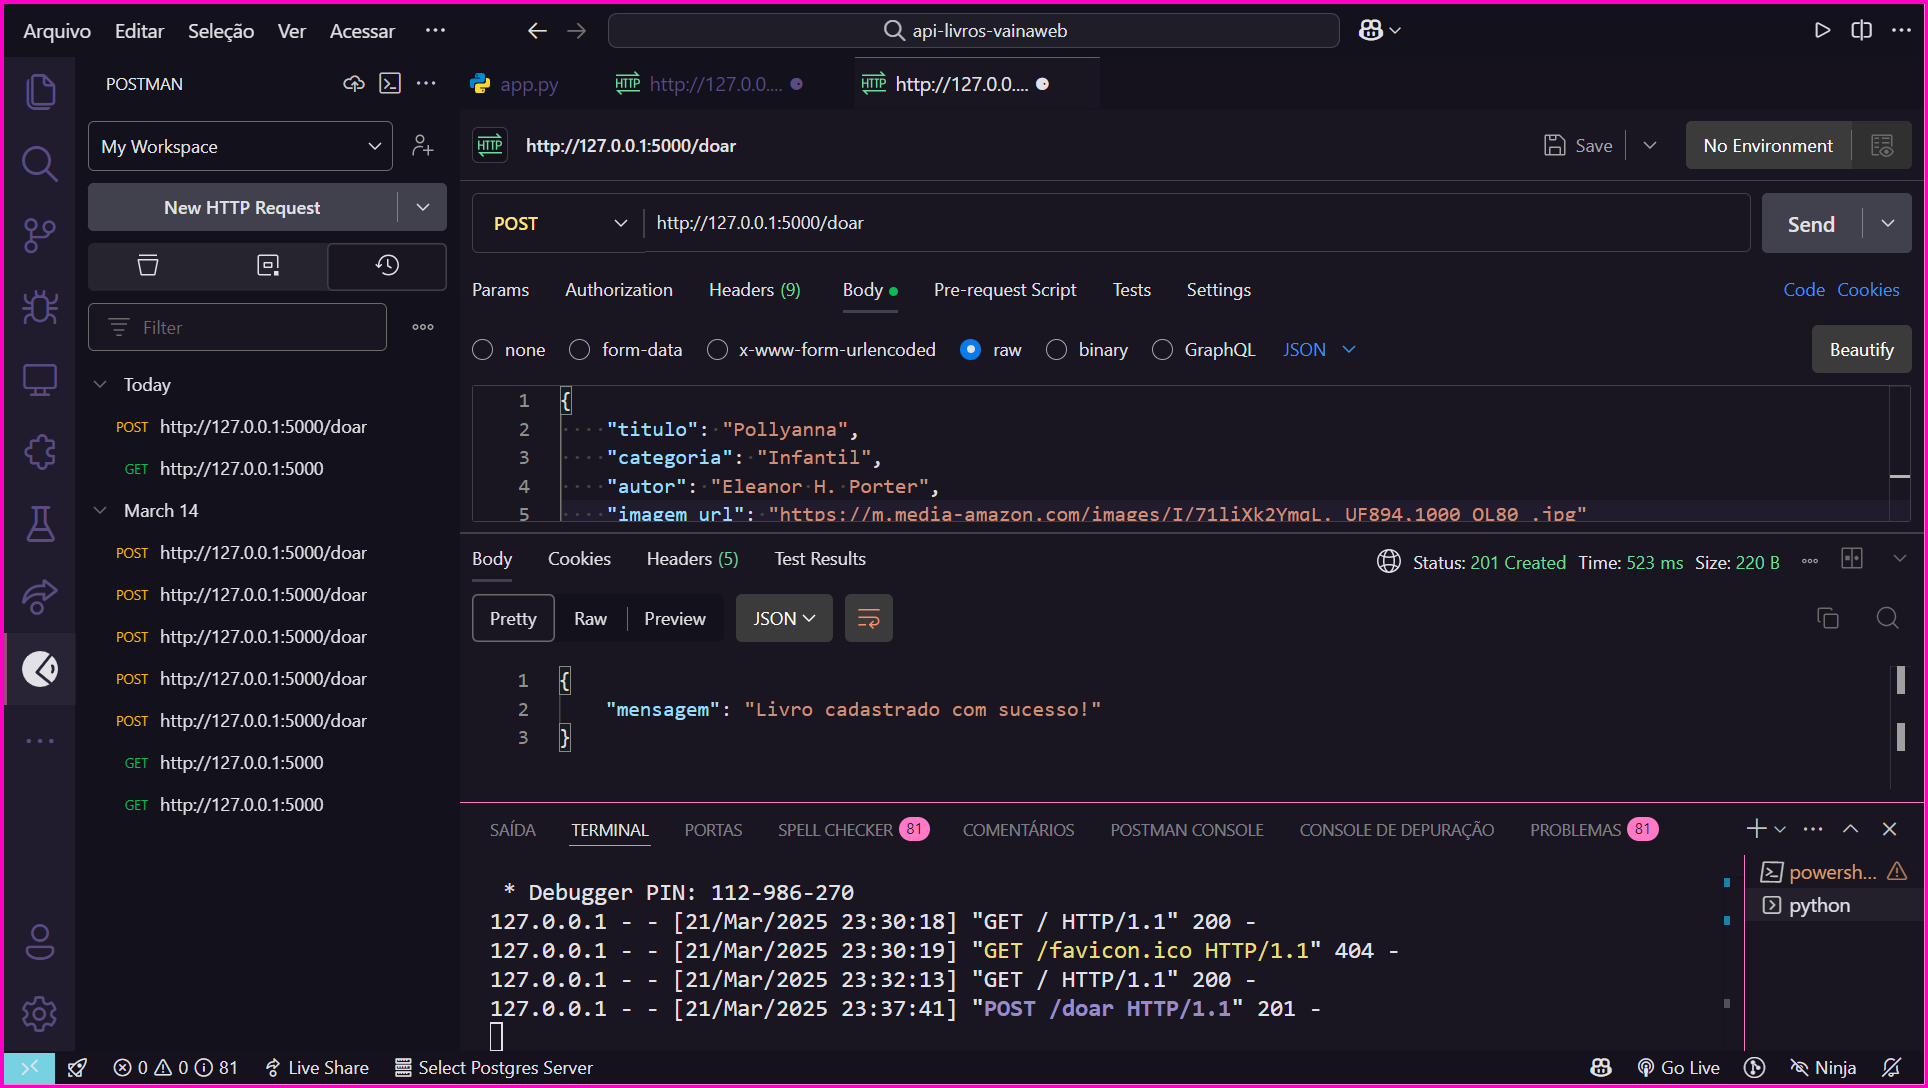 Arquivo Editar Seleção Ver Acessar ··· api-livros-vainaweb
POSTMAN
app.py http://127.0.0.... http://127.0.0....
My Workspace
http://127.0.0.1:5000/doar Save No Environment
New HTTP Request
POST http://127.0.0.1:5000/doar Send
Params Authorization Headers (9) Body Pre-request Script Tests Settings Code Cookies
Filter
none form-data x-www-form-urlencoded raw binary GraphQL JSON Beautify
Today
POST http://127.0.0.1:5000/doar
GET http://127.0.0.1:5000
March 14
POST http://127.0.0.1:5000/doar
POST http://127.0.0.1:5000/doar
POST http://127.0.0.1:5000/doar
POST http://127.0.0.1:5000/doar
POST http://127.0.0.1:5000/doar
GET http://127.0.0.1:5000
GET http://127.0.0.1:5000
1 {
2 "titulo": "Pollyanna",
3 "categoria": "Infantil",
4 "autor": "Eleanor H. Porter",
5 "imagem_url": "https://m.media-amazon.com/images/I/71liXk2YmqL._UF894,1000_QL80_.jpg"
Body Cookies Headers (5) Test Results Status: 201 Created Time: 523 ms Size: 220 B
Pretty Raw Preview JSON
1 {
2 "mensagem": "Livro cadastrado com sucesso!"
3 }
SAÍDA TERMINAL PORTAS SPELL CHECKER 81 COMENTÁRIOS POSTMAN CONSOLE CONSOLE DE DEPURAÇÃO PROBLEMAS 81
* Debugger PIN: 112-986-270
127.0.0.1 - - [21/Mar/2025 23:30:18] "GET / HTTP/1.1" 200 -
127.0.0.1 - - [21/Mar/2025 23:30:19] "GET /favicon.ico HTTP/1.1" 404 -
127.0.0.1 - - [21/Mar/2025 23:32:13] "GET / HTTP/1.1" 200 -
127.0.0.1 - - [21/Mar/2025 23:37:41] "POST /doar HTTP/1.1" 201 -
powersh...
python
0 0 81 Live Share Select Postgres Server Go Live Ninja